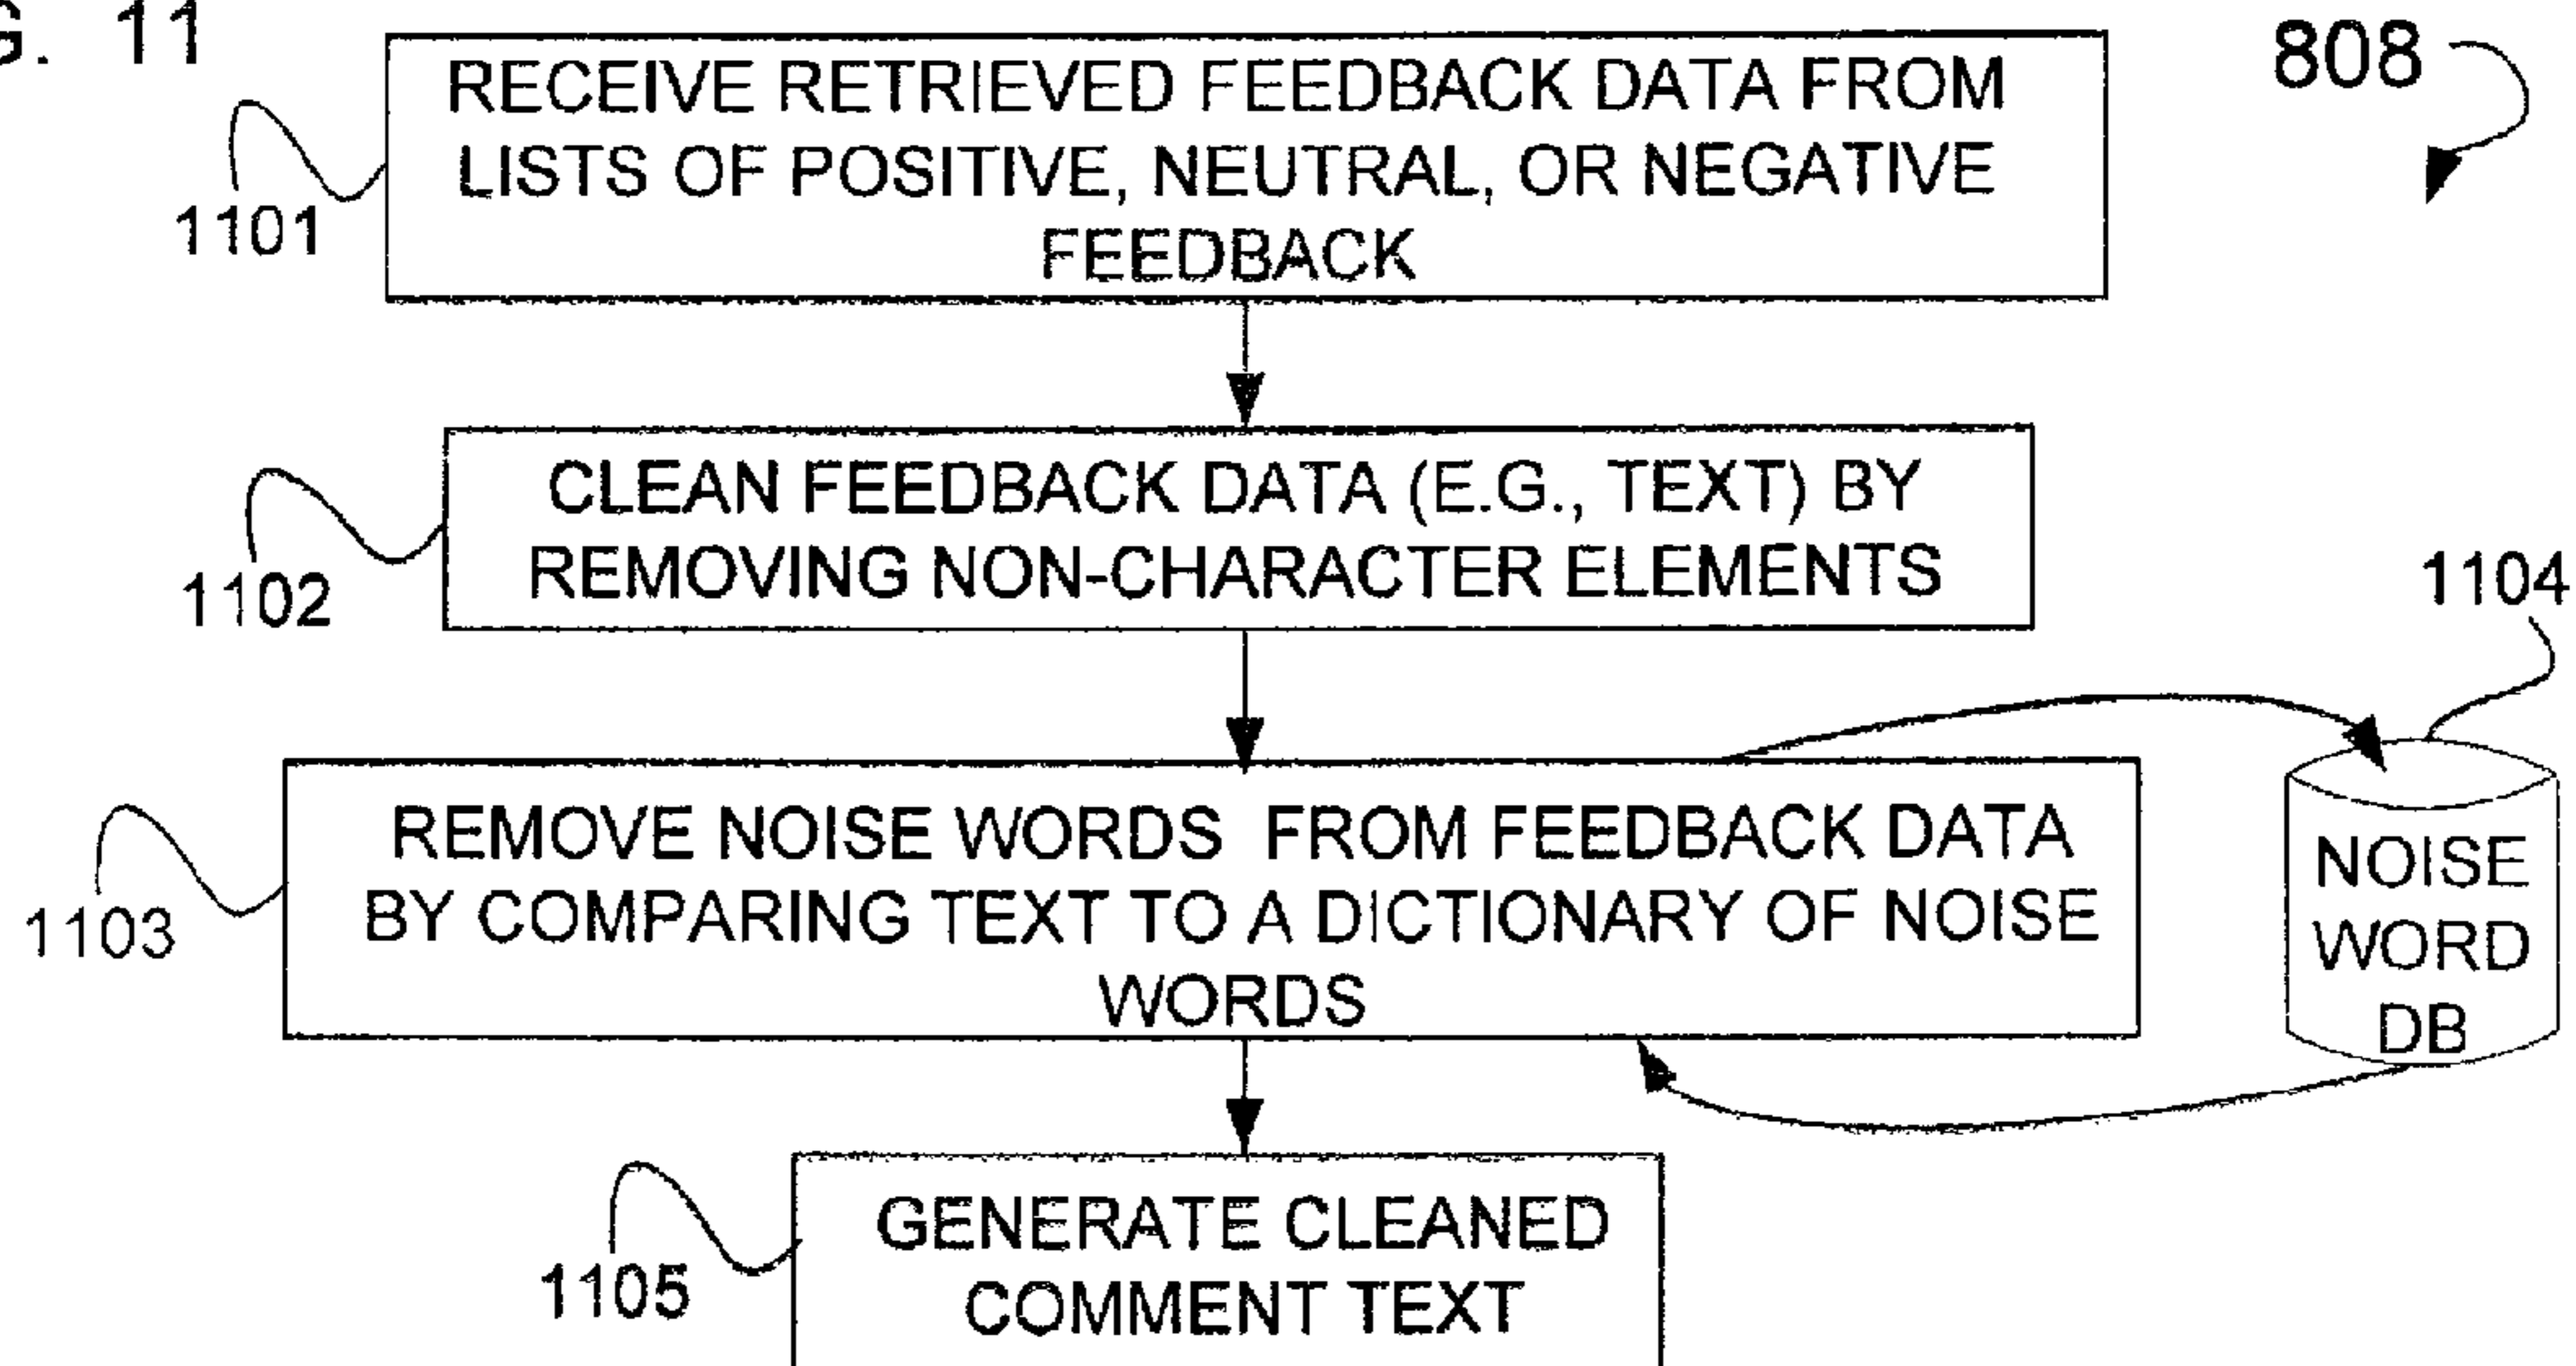 G. 11
808
RECEIVE RETRIEVED FEEDBACK DATA FROM
LISTS OF POSITIVE, NEUTRAL, OR NEGATIVE
FEEDBACK
1101
CLEAN FEEDBACK DATA (E.G., TEXT) BY
REMOVING NON-CHARACTER ELEMENTS
1102
1104
REMOVE NOISE WORDS FROM FEEDBACK DATA
BY COMPARING TEXT TO A DICTIONARY OF NOISE
WORDS
1103
NOISE
WORD
DB
GENERATE CLEANED
COMMENT TEXT
1105